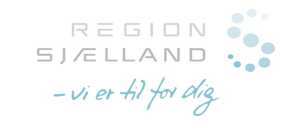 REGION
SJÆLLAND
- vi er til for dig